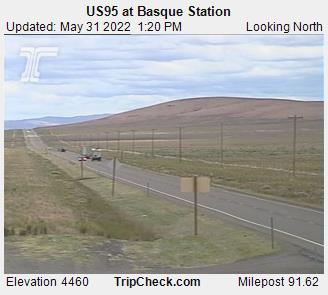 US95 at Basque Station
Updated: May 31 2022 1:20 PM Looking North
Elevation 4460 TripCheck.com Milepost 91.62